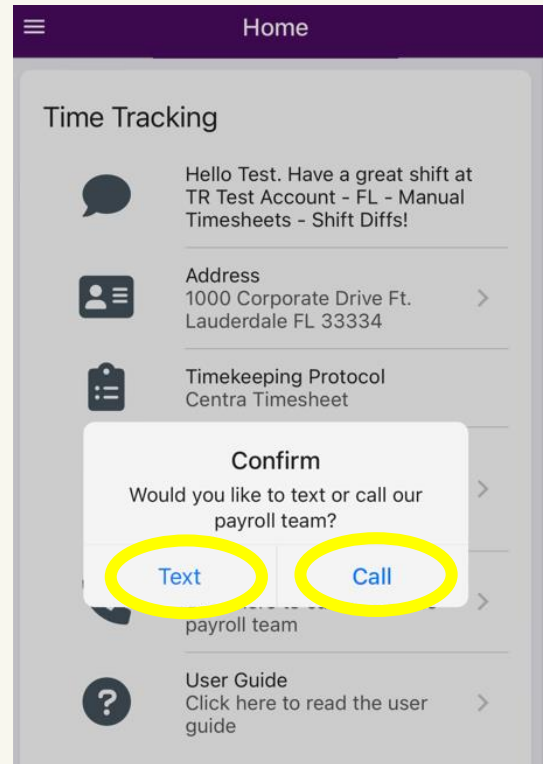 Home
Time Tracking
Hello Test. Have a great shift at
TR Test Account - FL - Manual
Timesheets - Shift Diffs!
Address
1000 Corporate Drive Ft.
Lauderdale FL 33334
Timekeeping Protocol
Centra Timesheet
Confirm
Would you like to text or call our
payroll team?
Text
Call
payroll team
User Guide
Click here to read the user
guide